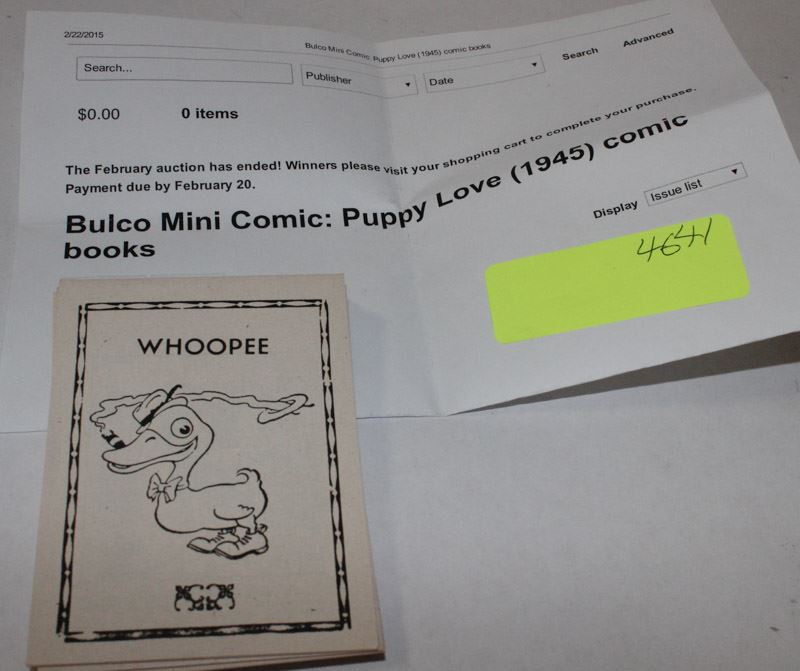 2/22/2015
Bulco Mini Comic: Puppy Love (1945) comic books
Search...
Publisher
Date
Search
Advanced
$0.00
0 items
The February auction has ended! Winners please visit your shopping cart to complete your purchase.
Payment due by February 20.
Bulco Mini Comic: Puppy Love (1945) comic
books
Display
Issue list
4641
WHOOPEE